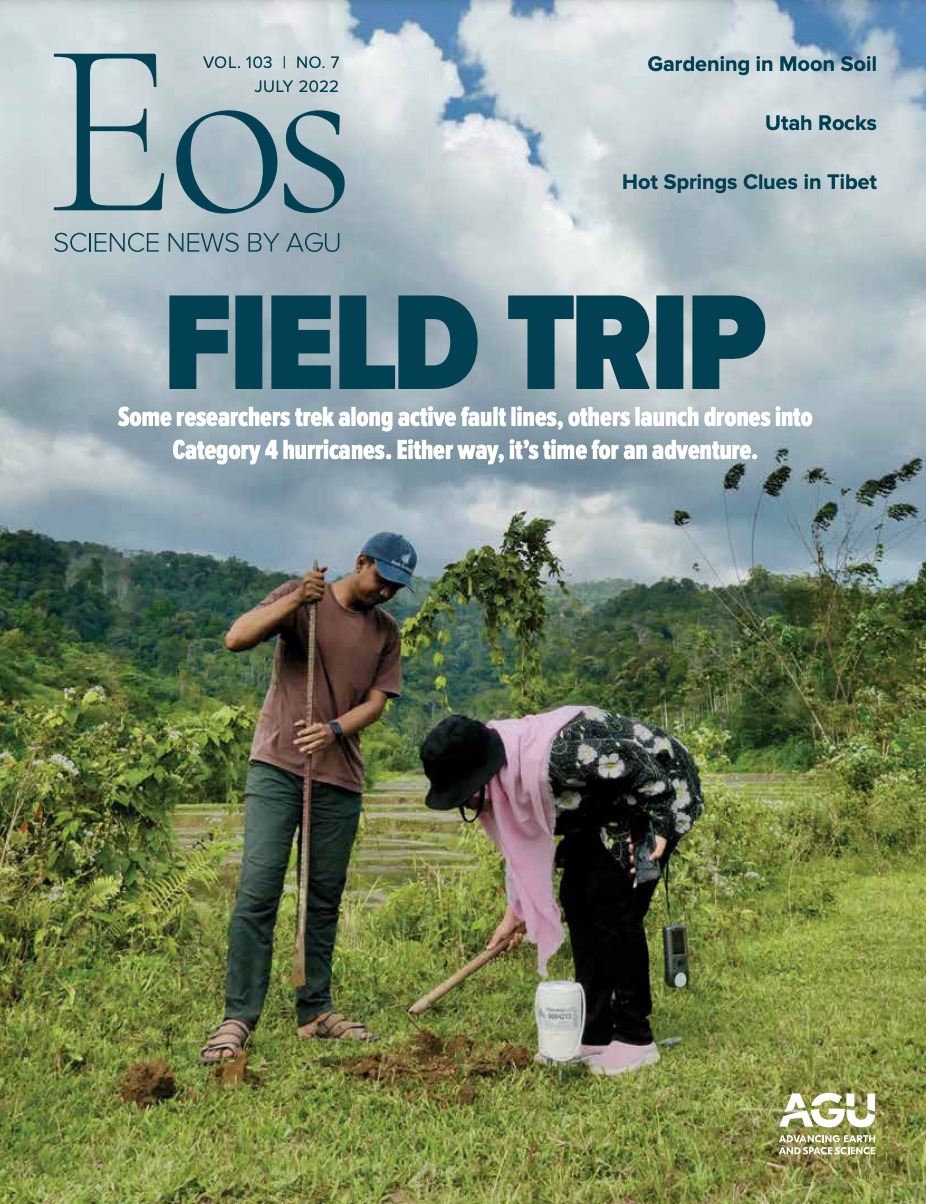 Eos
VOL. 103 | NO. 7
JULY 2022
SCIENCE NEWS BY AGU
Gardening in Moon Soil
Utah Rocks
Hot Springs Clues in Tibet
FIELD TRIP
Some researchers trek along active fault lines, others launch drones into
Category 4 hurricanes. Either way, it's time for an adventure.
AGU
ADVANCING EARTH
AND SPACE SCIENCE